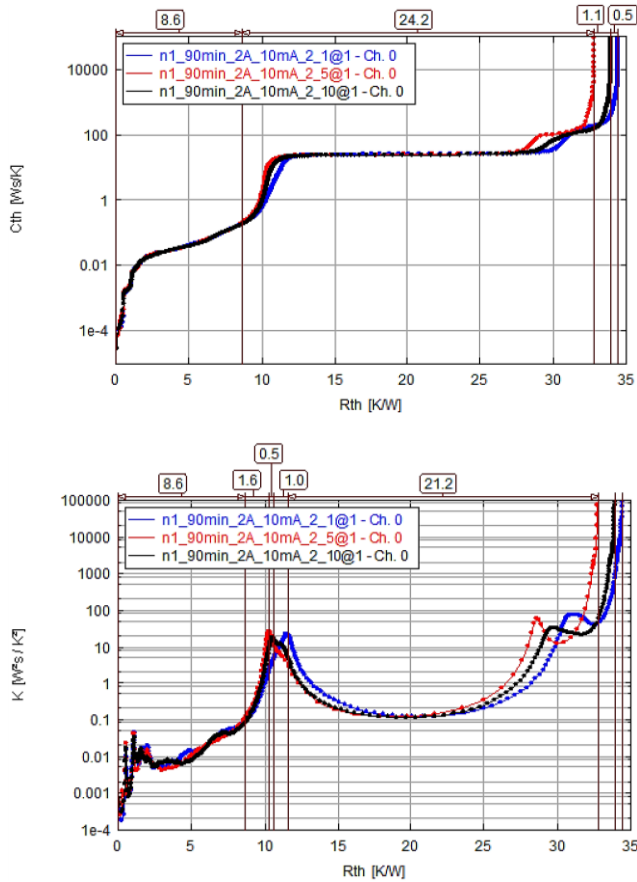 8.6 24.2 1.1 0.5
100000
10000
100
1
0.01
1e-4
Cth [Ws/K]
n1_90min_2A_10mA_2_1@1 - Ch. 0
n1_90min_2A_10mA_2_5@1 - Ch. 0
n1_90min_2A_10mA_2_10@1 - Ch. 0
0 5 10 15 20 25 30 35
Rth [K/W]
0.5
8.6 1.6 1.0 21.2
100000
10000
1000
100
10
1
0.1
0.01
0.001
1e-4
K [W²s / K²]
n1_90min_2A_10mA_2_1@1 - Ch. 0
n1_90min_2A_10mA_2_5@1 - Ch. 0
n1_90min_2A_10mA_2_10@1 - Ch. 0
0 5 10 15 20 25 30 35
Rth [K/W]